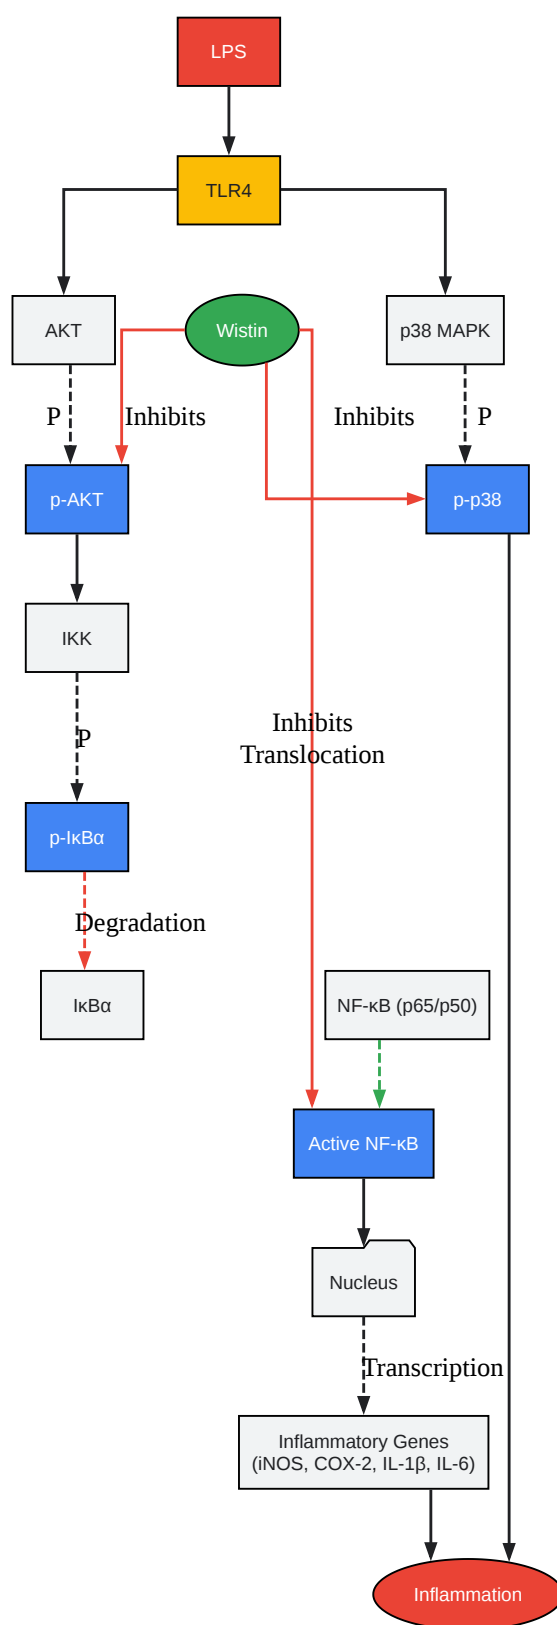 LPS
TLR4
AKT
Wistin
p38 MAPK
P
Inhibits
Inhibits
P
p-AKT
p-p38
IKK
Inhibits
Translocation
P
p-IκBα
Degradation
IκBα
NF-κB (p65/p50)
Active NF-κB
Nucleus
Transcription
Inflammatory Genes
(iNOS, COX-2, IL-1β, IL-6)
Inflammation